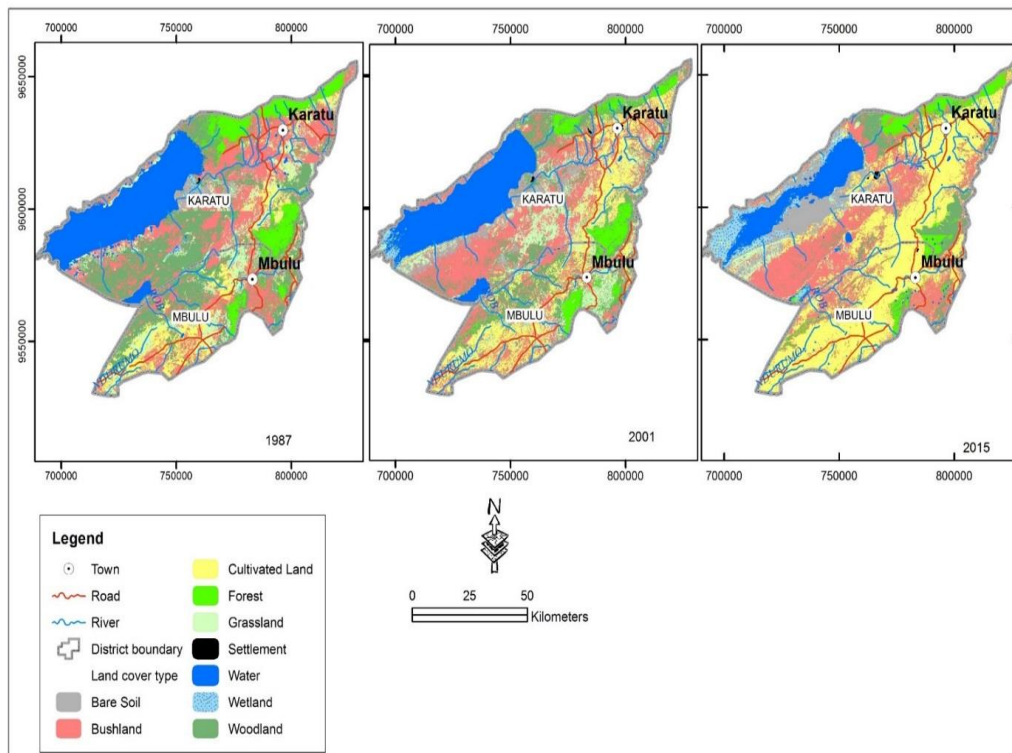 700000 750000 800000 700000 750000 800000 700000 750000 800000
9650000
9600000
9550000
Karatu
KARATU
Mbulu
MBULU
1987
Karatu
KARATU
Mbulu
MBULU
2001
Karatu
KARATU
Mbulu
MBULU
2015
700000 750000 800000 700000 750000 800000 700000 750000 800000
N
0 25 50
Kilometers
Legend
Town
Road
River
District boundary
Land cover type
Bare Soil
Bushland
Cultivated Land
Forest
Grassland
Settlement
Water
Wetland
Woodland